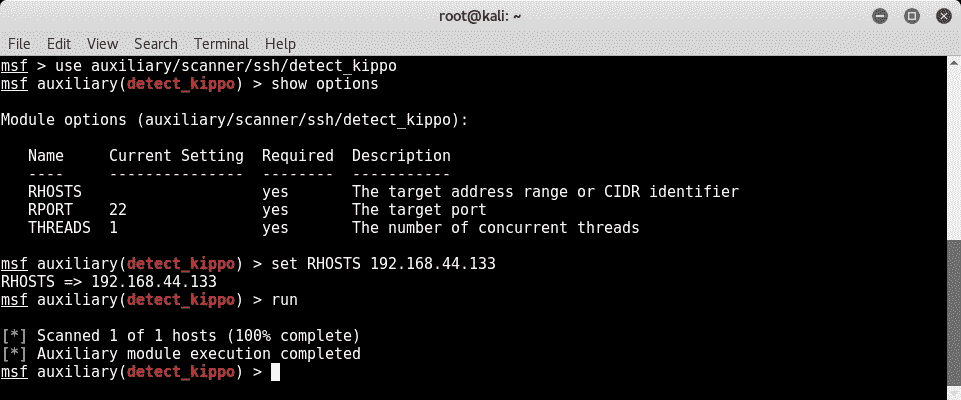 root@kali: ~
File Edit View Search Terminal Help
msf > use auxiliary/scanner/ssh/detect_kippo
msf auxiliary(detect_kippo) > show options
Module options (auxiliary/scanner/ssh/detect_kippo):
Name Current Setting Required Description
---- --------------- -------- -----------
RHOSTS yes The target address range or CIDR identifier
RPORT 22 yes The target port
THREADS 1 yes The number of concurrent threads
msf auxiliary(detect_kippo) > set RHOSTS 192.168.44.133
RHOSTS => 192.168.44.133
msf auxiliary(detect_kippo) > run
[*] Scanned 1 of 1 hosts (100% complete)
[*] Auxiliary module execution completed
msf auxiliary(detect_kippo) >